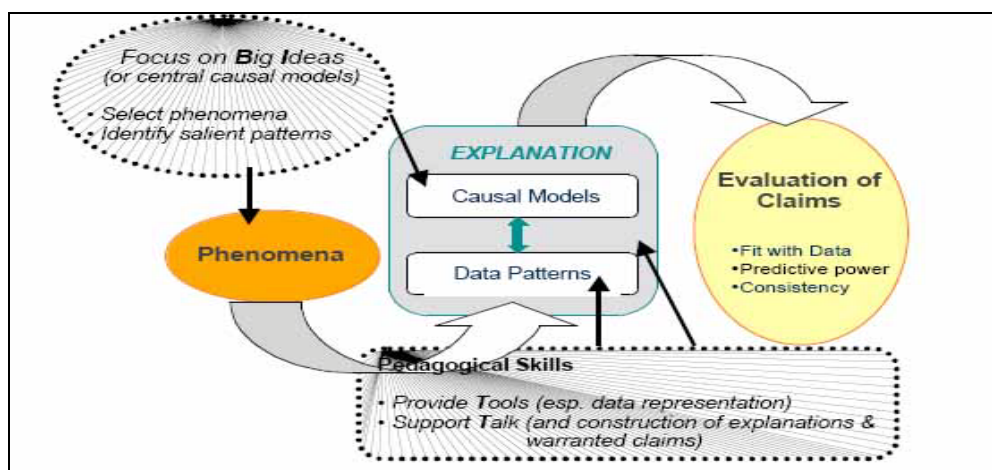 Focus on Big Ideas
(or central causal models)
• Select phenomena
• Identify salient patterns
EXPLANATION
Causal Models
Data Patterns
Phenomena
Evaluation of
Claims
•Fit with Data
•Predictive power
•Consistency
Pedagogical Skills
• Provide Tools (esp. data representation)
• Support Talk (and construction of explanations &
warranted claims)